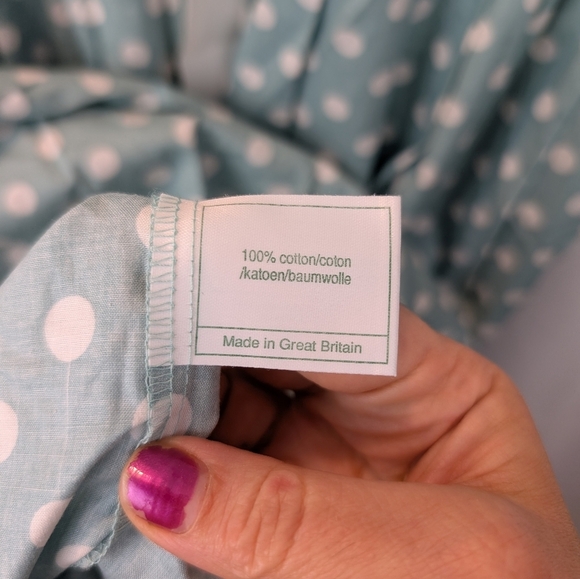 100% cotton/coton
/katoen/baumwolle
Made in Great Britain